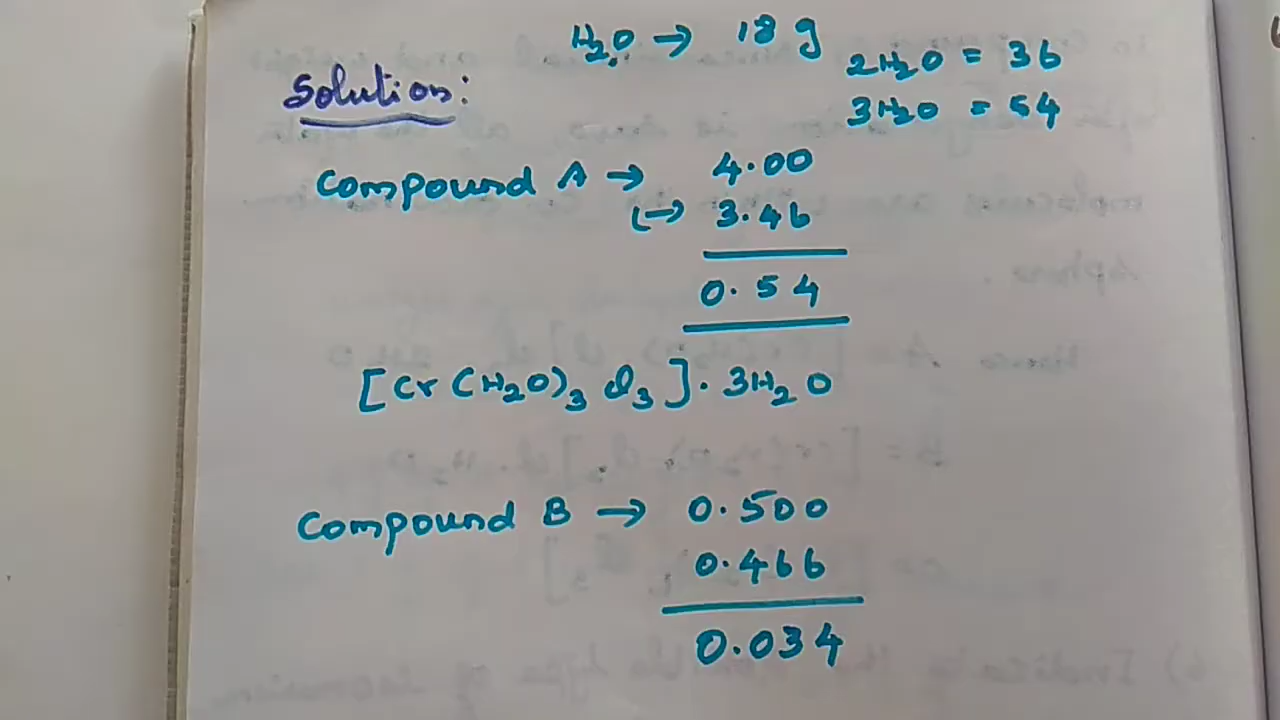 H₂O → 18 g
2H₂O = 36
Solution:
3H₂O = 54
Compound A → 4.00
(→ 3.46
0.54
[Cr(H₂O)₃ Cl₃]. 3H₂O
Compound B → 0.500
0.466
0.034